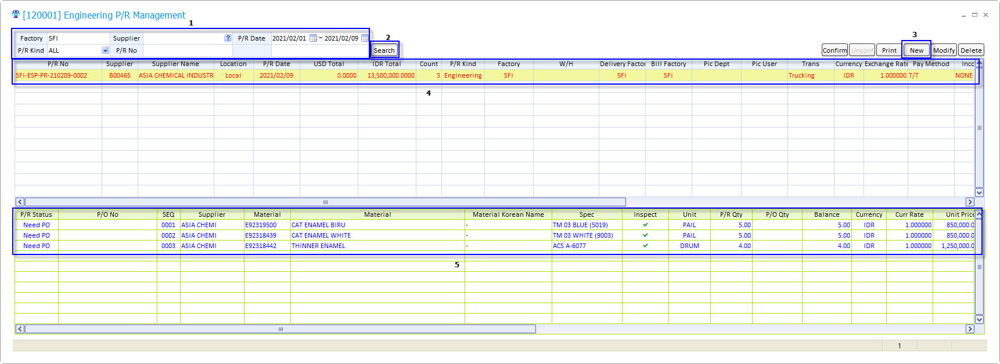 [120001] Engineering P/R Management
1
Factory SFI Supplier ? P/R Date 2021/02/01 ~ 2021/02/09
P/R Kind ALL P/R No
2
Search
3
Confirm Unconf Print New Modify Delete
P/R No Supplier Supplier Name Location P/R Date USD Total IDR Total Count P/R Kind Factory W/H Delivery Factor Bill Factory Pic Dept Pic User Trans Currency Exchange Rate Pay Method Inco
SFI-ESP-PR-210209-0002 B00465 ASIA CHEMICAL INDUSTR Local 2021/02/09 0.0000 13,500,000.0000 3 Engineering SFI SFI SFI Trucking IDR 1.000000 T/T NONE
4
P/R Status P/O No SEQ Supplier Material Material Material Korean Name Spec Inspect Unit P/R Qty P/O Qty Balance Currency Curr Rate Unit Price
Need PO 0001 ASIA CHEMI E92319500 CAT ENAMEL BIRU - TM 03 BLUE (5019) ✔ PAIL 5.00 5.00 IDR 1.000000 850,000.0
Need PO 0002 ASIA CHEMI E92318439 CAT ENAMEL WHITE - TM 03 WHITE (9003) ✔ PAIL 5.00 5.00 IDR 1.000000 850,000.0
Need PO 0003 ASIA CHEMI E92318442 THINNER ENAMEL - ACS A-6077 ✔ DRUM 4.00 4.00 IDR 1.000000 1,250,000.0
5
1